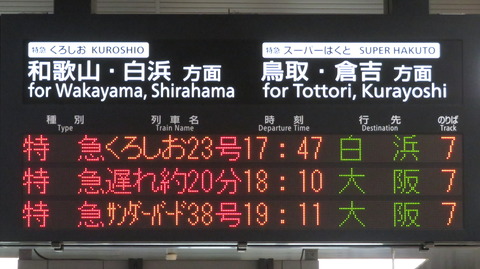 特急 くろしお KUROSHIO 特急 スーパーはくと SUPER HAKUTO
和歌山・白浜 方面 鳥取・倉吉 方面
for Wakayama, Shirahama for Tottori, Kurayoshi
種別 列車名 時刻 行先 のりば
Type Train Name Departure Time Destination Track
特急 くろしお23号 17:47 白浜 7
特急 遅れ約20分 18:10 大阪 7
特急 ｻﾝﾀﾞｰﾊﾞｰﾄﾞ38号 19:11 大阪 7